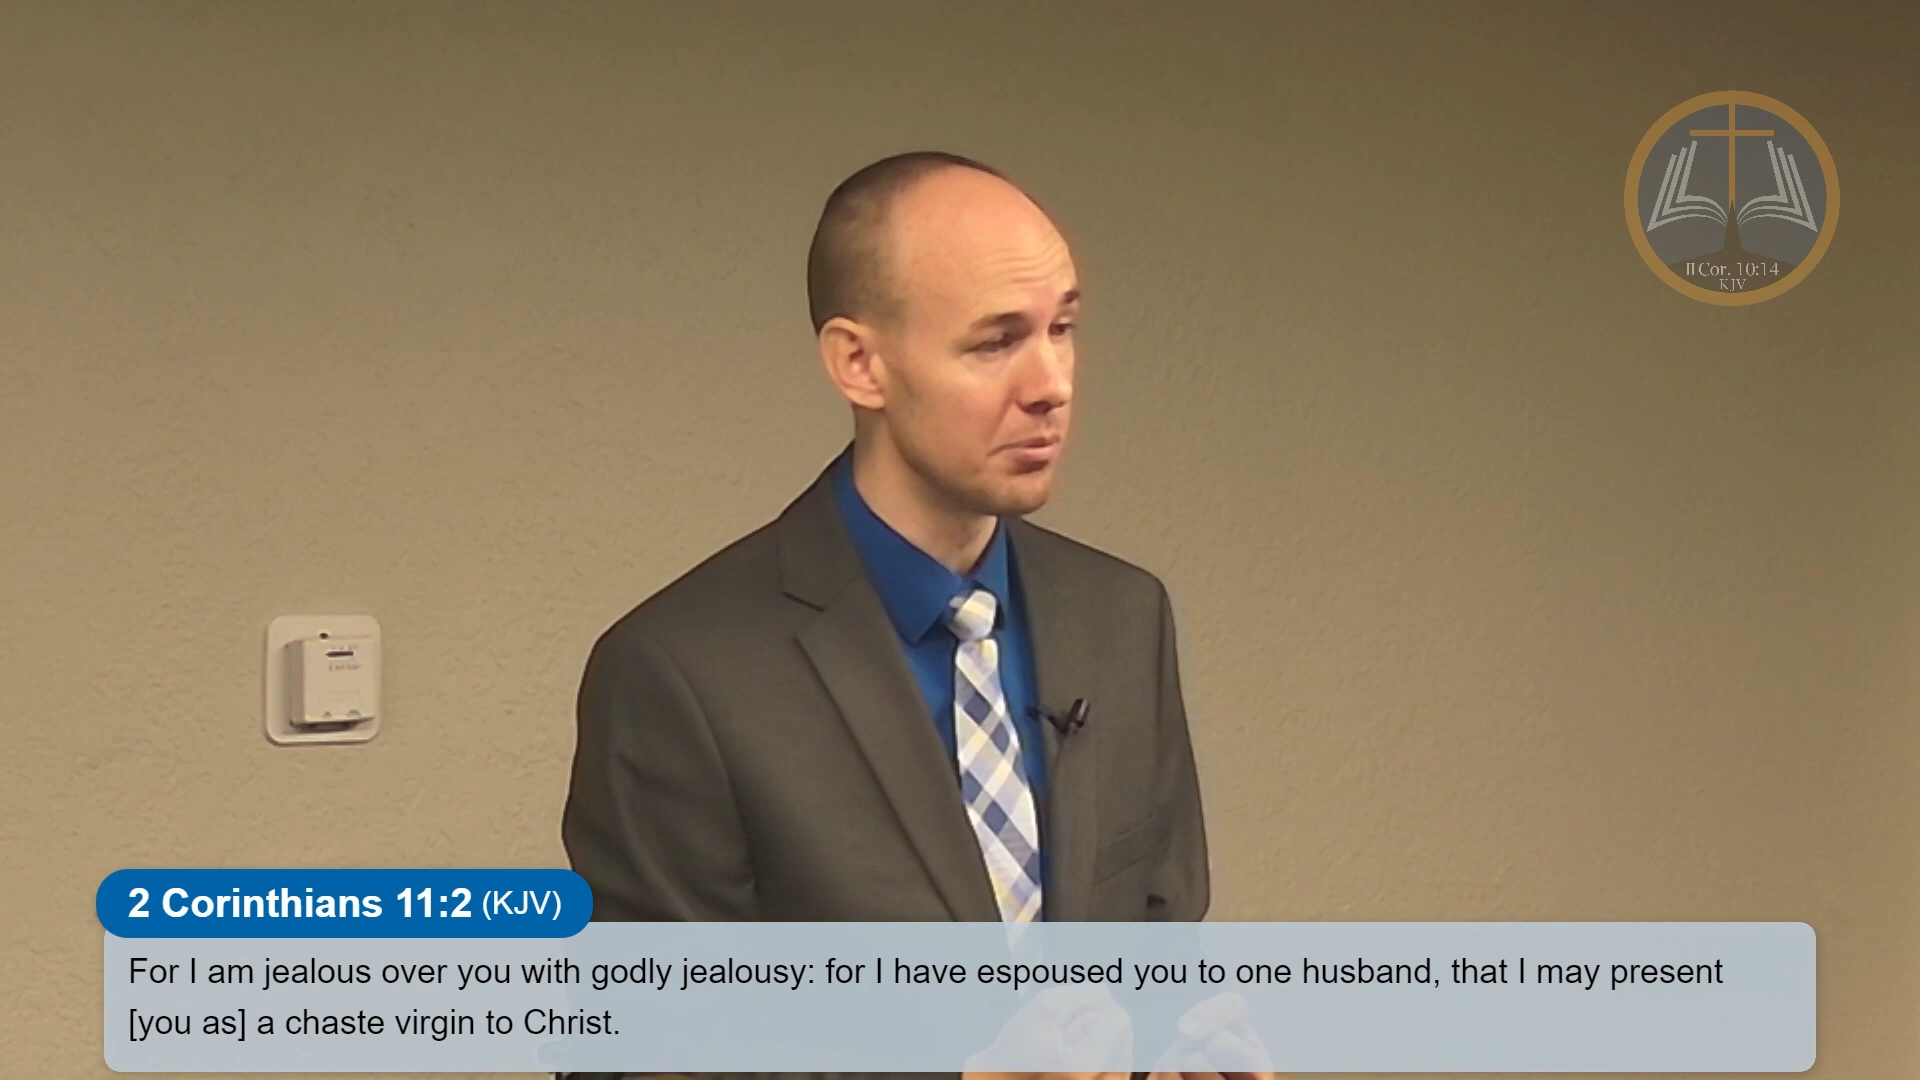 II Cor. 10:14
KJV
2 Corinthians 11:2 (KJV)
For I am jealous over you with godly jealousy: for I have espoused you to one husband, that I may present
[you as] a chaste virgin to Christ.